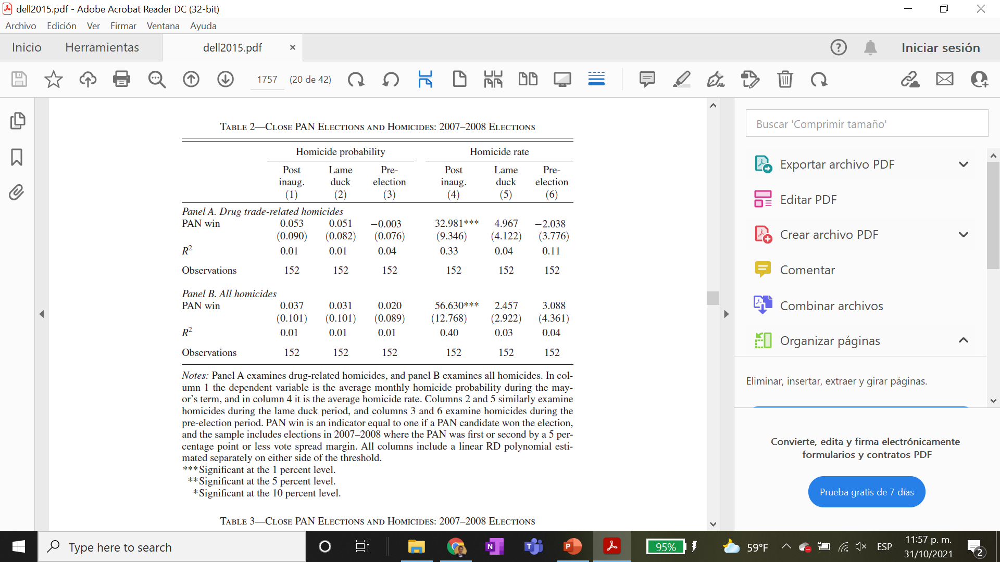 dell2015.pdf - Adobe Acrobat Reader DC (32-bit)
Archivo Edición Ver Firmar Ventana Ayuda
Inicio Herramientas dell2015.pdf × Iniciar sesión
1757 (20 de 42)
TABLE 2—CLOSE PAN ELECTIONS AND HOMICIDES: 2007–2008 ELECTIONS
Homicide probability Homicide rate
Post Lame Pre- Post Lame Pre-
inaug. duck election inaug. duck election
(1) (2) (3) (4) (5) (6)
Panel A. Drug trade-related homicides
PAN win 0.053 0.051 −0.003 32.981*** 4.967 −2.038
(0.090) (0.082) (0.076) (9.346) (4.122) (3.776)
R² 0.01 0.01 0.04 0.33 0.04 0.11
Observations 152 152 152 152 152 152
Panel B. All homicides
PAN win 0.037 0.031 0.020 56.630*** 2.457 3.088
(0.101) (0.101) (0.089) (12.768) (2.922) (4.361)
R² 0.01 0.01 0.01 0.40 0.03 0.04
Observations 152 152 152 152 152 152
Notes: Panel A examines drug-related homicides, and panel B examines all homicides. In col-
umn 1 the dependent variable is the average monthly homicide probability during the may-
or's term, and in column 4 it is the average homicide rate. Columns 2 and 5 similarly examine
homicides during the lame duck period, and columns 3 and 6 examine homicides during the
pre-election period. PAN win is an indicator equal to one if a PAN candidate won the election,
and the sample includes elections in 2007–2008 where the PAN was first or second by a 5 per-
centage point or less vote spread margin. All columns include a linear RD polynomial esti-
mated separately on either side of the threshold.
***Significant at the 1 percent level.
**Significant at the 5 percent level.
*Significant at the 10 percent level.
TABLE 3—CLOSE PAN ELECTIONS AND HOMICIDES: 2007–2008 ELECTIONS
Buscar 'Comprimir tamaño'
Exportar archivo PDF
Editar PDF
Crear archivo PDF
Comentar
Combinar archivos
Organizar páginas
Eliminar, insertar, extraer y girar páginas.
Convierte, edita y firma electrónicamente
formularios y contratos PDF
Prueba gratis de 7 días
Type here to search
95%
59°F
ESP
11:57 p. m.
31/10/2021
2